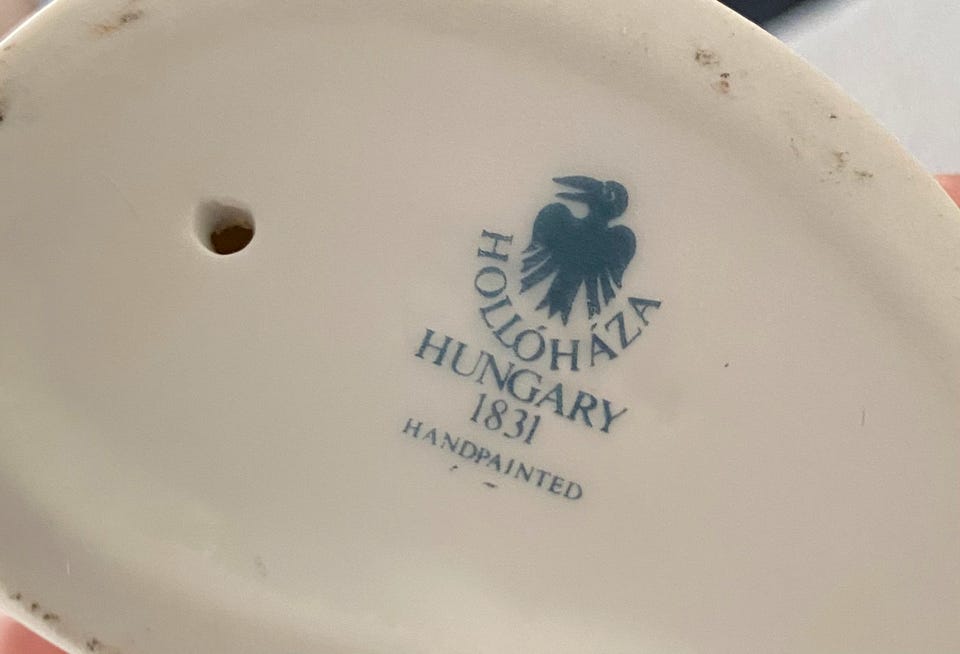 HOLLÓHÁZA
HUNGARY
1831
HANDPAINTED